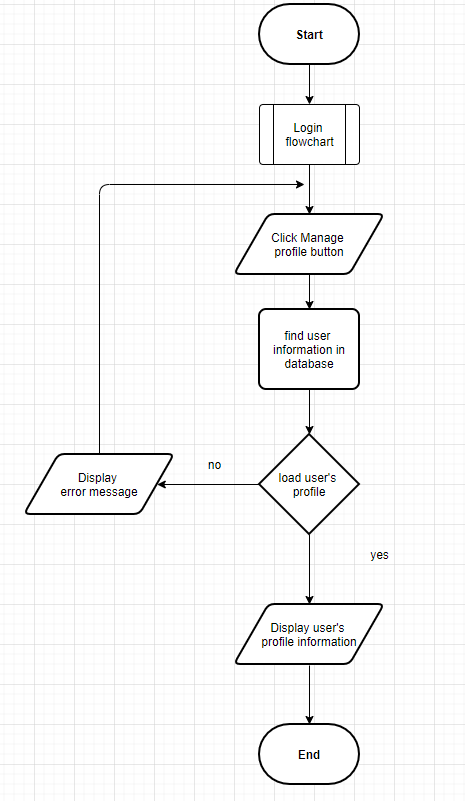 Start
Login
flowchart
Click Manage
profile button
find user
information in
database
load user's
profile
no
Display
error message
yes
Display user's
profile information
End